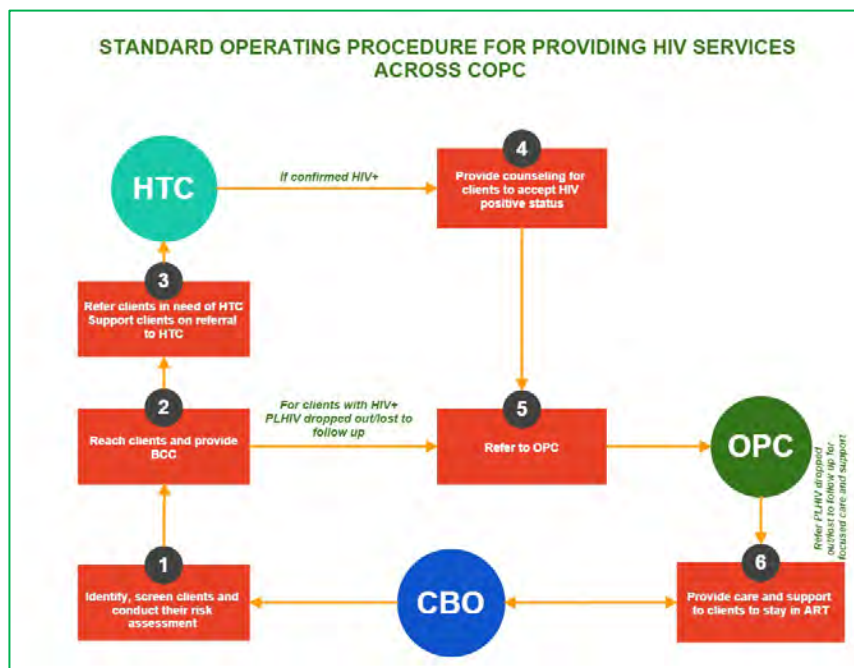 STANDARD OPERATING PROCEDURE FOR PROVIDING HIV SERVICES
ACROSS COPC
HTC
If confirmed HIV+
4
Provide counseling for
clients to accept HIV
positive status
3
Refer clients in need of HTC
Support clients on referral
to HTC
2
Reach clients and provide
BCC
For clients with HIV+
PLHIV dropped out/lost to
follow up
5
Refer to OPC
OPC
Refer PLHIV dropped
out/lost to follow up for
focused care and support
1
Identify, screen clients and
conduct their risk
assessment
CBO
6
Provide care and support
to clients to stay in ART